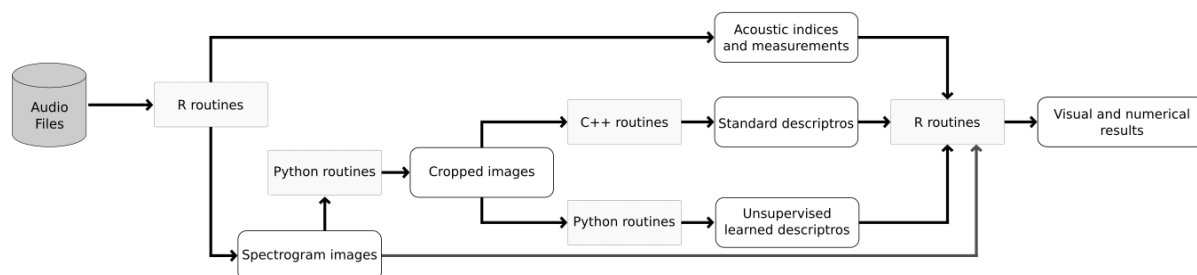 Audio
Files
R routines
Acoustic indices
and measurements
Python routines
Cropped images
C++ routines
Standard descriptros
Python routines
Unsupervised
learned descriptros
Spectrogram images
R routines
Visual and numerical
results